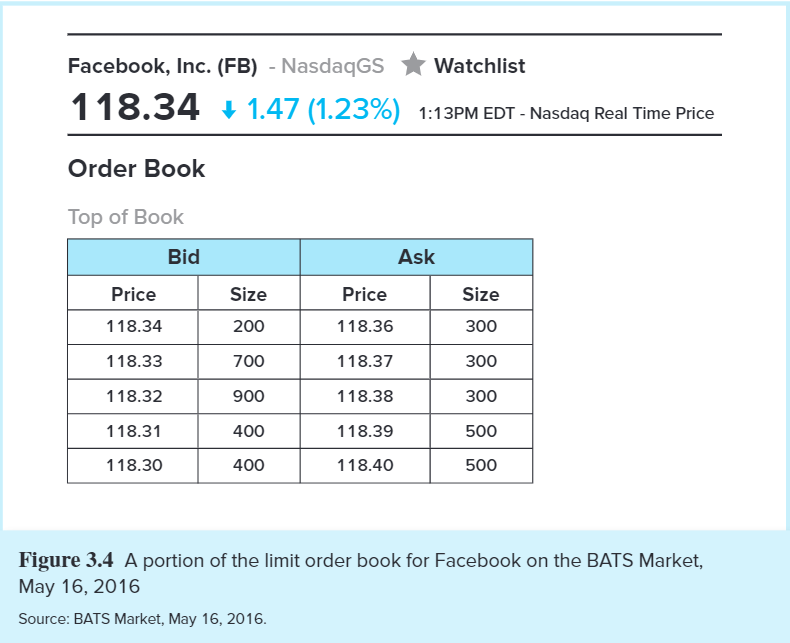 Facebook, Inc. (FB) - NasdaqGS ★ Watchlist
118.34 ↓ 1.47 (1.23%) 1:13PM EDT - Nasdaq Real Time Price
Order Book
Top of Book
Bid Ask
Price Size Price Size
118.34 200 118.36 300
118.33 700 118.37 300
118.32 900 118.38 300
118.31 400 118.39 500
118.30 400 118.40 500
Figure 3.4 A portion of the limit order book for Facebook on the BATS Market,
May 16, 2016
Source: BATS Market, May 16, 2016.